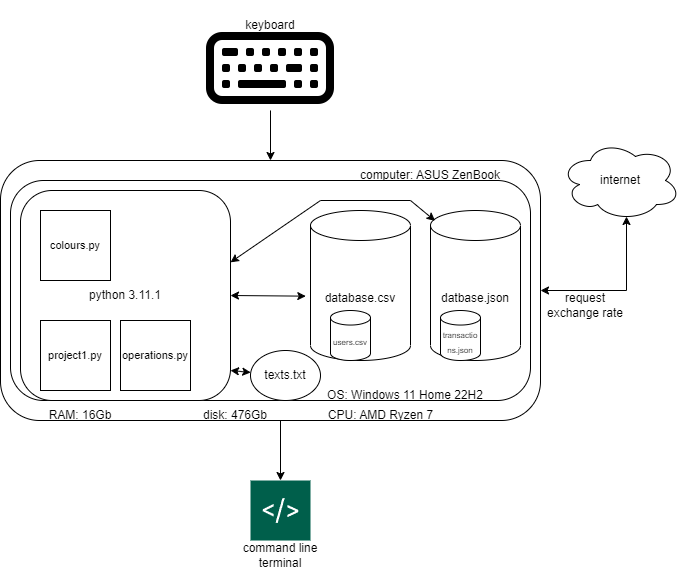 keyboard
computer: ASUS ZenBook
internet
colours.py
python 3.11.1
database.csv
datbase.json
request
exchange rate
users.csv
transactio
ns.json
project1.py
operations.py
texts.txt
OS: Windows 11 Home 22H2
RAM: 16Gb
disk: 476Gb
CPU: AMD Ryzen 7
</>
command line
terminal